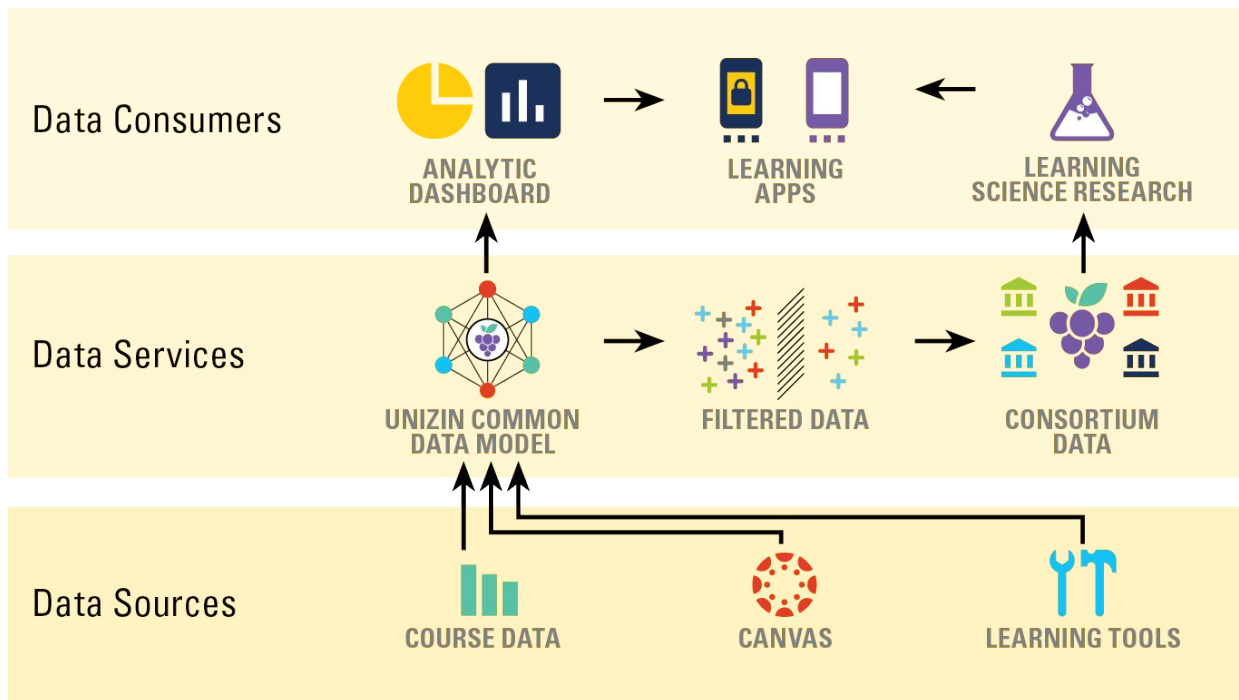 Data Consumers
ANALYTIC
DASHBOARD
LEARNING
APPS
LEARNING
SCIENCE RESEARCH
Data Services
UNIZIN COMMON
DATA MODEL
FILTERED DATA
CONSORTIUM
DATA
Data Sources
COURSE DATA
CANVAS
LEARNING TOOLS